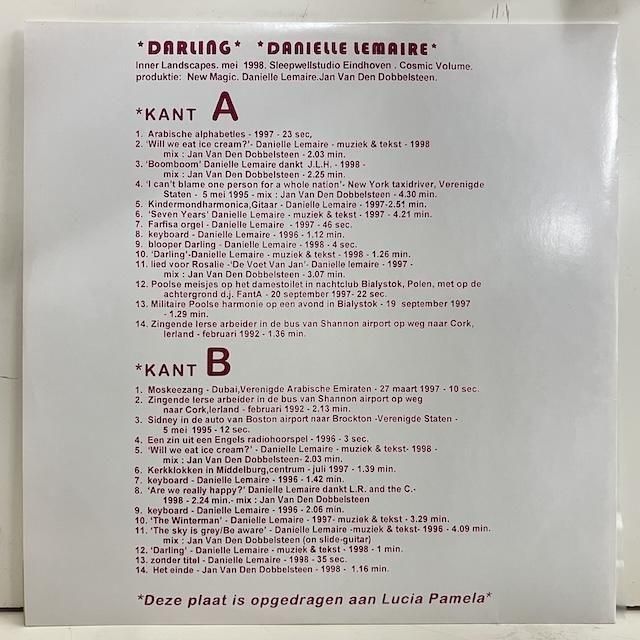 *DARLING* *DANIELLE LEMAIRE*
Inner Landscapes. mei 1998. Sleepwellstudio Eindhoven . Cosmic Volume.
produktie: New Magic. Danielle Lemaire.Jan Van Den Dobbelsteen.
*KANT A
1. Arabische alphabetles - 1997 - 23 sec,
2. 'Will we eat ice cream?'- Danielle Lemaire - muziek & tekst - 1998
mix : Jan Van Den Dobbelsteen - 2.03 min.
3. 'Boomboom' Danielle Lemaire dankt J.L.H. - 1998 -
mix : Jan Van Den Dobbelsteen - 2.25 min.
4. 'I can't blame one person for a whole nation'- New York taxidriver, Verenigde
Staten - 5 mei 1995 - mix : Jan Van Den Dobbelsteen - 4.30 min.
5. Kindermondharmonica,Gitaar - Danielle Lemaire - 1997-2.51 min.
6. 'Seven Years' Danielle Lemaire - muziek & tekst - 1997 - 4.21 min.
7. Farfisa orgel - Danielle Lemaire - 1997 - 46 sec.
8. keyboard - Danielle Lemaire - 1996 - 1.12 min.
9. blooper Darling - Danielle Lemaire - 1998 - 4 sec.
10. 'Darling'-Danielle Lemaire - muziek & tekst - 1998 - 1.26 min.
11. lied voor Rosalie -'De Voet Van Jan'- Danielle lemaire - 1997 -
mix : Jan Van Den Dobbelsteen - 3.07 min.
12. Poolse meisjes op het damestoilet in nachtclub Bialystok, Polen, met op de
achtergrond d.j. FantA - 20 september 1997- 22 sec.
13. Militaire Poolse harmonie op een avond in Bialystok - 19 september 1997
- 1.29 min.
14. Zingende Ierse arbeider in de bus van Shannon airport op weg naar Cork,
Ierland - februari 1992 - 1.36 min.
*KANT B
1. Moskeezang - Dubai,Verenigde Arabische Emiraten - 27 maart 1997 - 10 sec.
2. Zingende Ierse arbeider in de bus van Shannon airport op weg
naar Cork,Ierland - februari 1992 - 2.13 min.
3. Sidney in de auto van Boston airport naar Brockton -Verenigde Staten -
5 mei 1995 - 12 sec.
4. Een zin uit een Engels radiohoorspel - 1996 - 3 sec.
5. 'Will we eat ice cream?' - Danielle Lemaire - muziek & tekst- 1998 -
mix : Jan Van Den Dobbelsteen- 2.03 min.
6. Kerkklokken in Middelburg,centrum - juli 1997 - 1.39 min.
7. keyboard - Danielle Lemaire - 1996 - 1.42 min.
8. 'Are we really happy?' Danielle Lemaire dankt L.R. and the C.-
1998 - 2.24 min.- mix : Jan Van Den Dobbelsteen
9. keyboard - Danielle Lemaire - 1996 - 2.06 min.
10. 'The Winterman' - Danielle Lemaire - 1997- muziek & tekst - 3.29 min.
11. 'The sky is grey/Be aware' - Danielle Lemaire -muziek & tekst- 1996 - 4.09 min.
mix : Jan Van Den Dobbelsteen (on slide-guitar)
12. 'Darling' - Danielle Lemaire - muziek & tekst - 1998 - 1 min.
13. zonder titel - Danielle Lemaire - 1998 - 35 sec.
14. Het einde - Jan Van Den Dobbelsteen - 1998 - 1.16 min.
*Deze plaat is opgedragen aan Lucia Pamela*